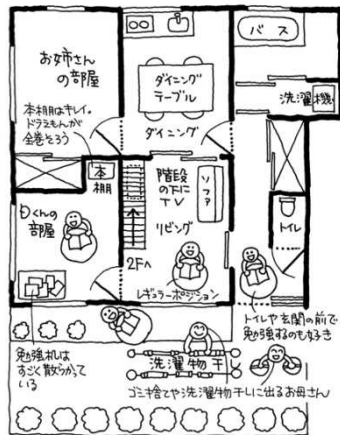 お姉さん
の部屋
本棚はキレイ。
ドラえもんが
全巻そろう
ダイニング
テーブル
ダイニング
バス
洗濯機
本
棚
階段
の下に
TV
ソファ
リビング
トイレ
Dくんの
部屋
2Fへ
レギュラーポジション
勉強机は
すごく散らかって
いる
洗濯物干
トイレや玄関の前で
勉強するのも好き
ゴミ捨てや洗濯物干しに出るお母さん